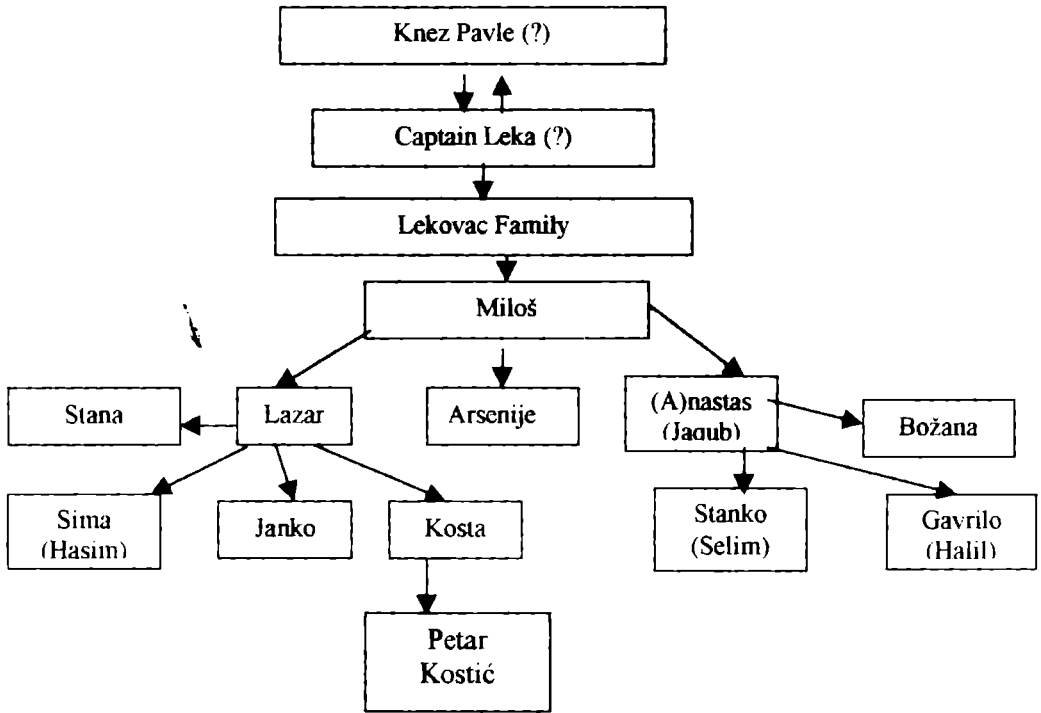 Knez Pavle (?)
Captain Leka (?)
Lekovac Family
Miloš
Stana
Lazar
Arsenije
(A)nastas
(Jaqub)
Božana
Sima
(Hasim)
Janko
Kosta
Stanko
(Selim)
Gavrilo
(Halil)
Petar
Kostić